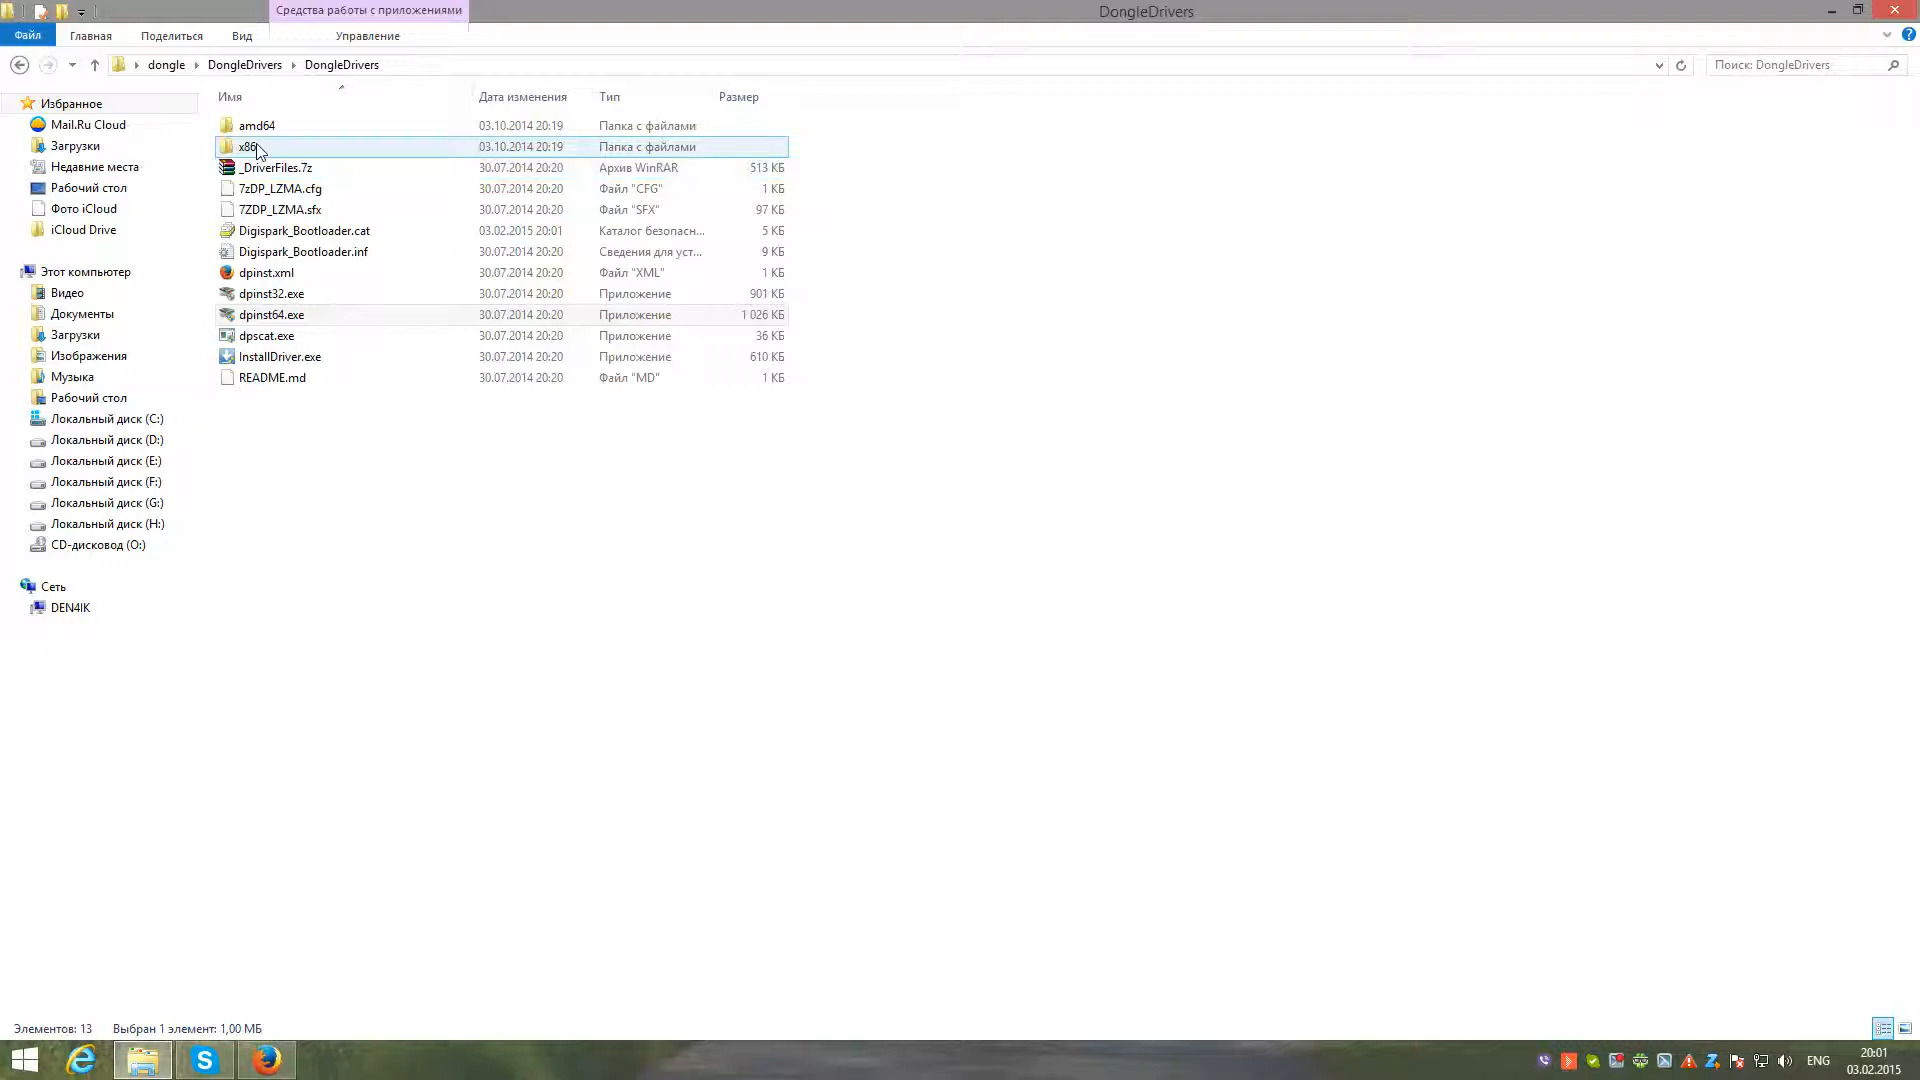 Средства работы с приложениями
DongleDrivers
Файл Главная Поделиться Вид Управление
dongle DongleDrivers DongleDrivers
Поиск: DongleDrivers
Имя Дата изменения Тип Размер
amd64 03.10.2014 20:19 Папка с файлами
x86 03.10.2014 20:19 Папка с файлами
_DriverFiles.7z 30.07.2014 20:20 Архив WinRAR 513 КБ
7zDP_LZMA.cfg 30.07.2014 20:20 Файл "CFG" 1 КБ
7ZDP_LZMA.sfx 30.07.2014 20:20 Файл "SFX" 97 КБ
Digispark_Bootloader.cat 03.02.2015 20:01 Каталог безопасн... 5 КБ
Digispark_Bootloader.inf 30.07.2014 20:20 Сведения для уст... 9 КБ
dpinst.xml 30.07.2014 20:20 Файл "XML" 1 КБ
dpinst32.exe 30.07.2014 20:20 Приложение 901 КБ
dpinst64.exe 30.07.2014 20:20 Приложение 1 026 КБ
dpscat.exe 30.07.2014 20:20 Приложение 36 КБ
InstallDriver.exe 30.07.2014 20:20 Приложение 610 КБ
README.md 30.07.2014 20:20 Файл "MD" 1 КБ
Избранное
Mail.Ru Cloud
Загрузки
Недавние места
Рабочий стол
Фото iCloud
iCloud Drive
Этот компьютер
Видео
Документы
Загрузки
Изображения
Музыка
Рабочий стол
Локальный диск (C:)
Локальный диск (D:)
Локальный диск (E:)
Локальный диск (F:)
Локальный диск (G:)
Локальный диск (H:)
CD-дисковод (O:)
Сеть
DEN4IK
Элементов: 13 Выбран 1 элемент: 1,00 МБ
ENG
20:01
03.02.2015